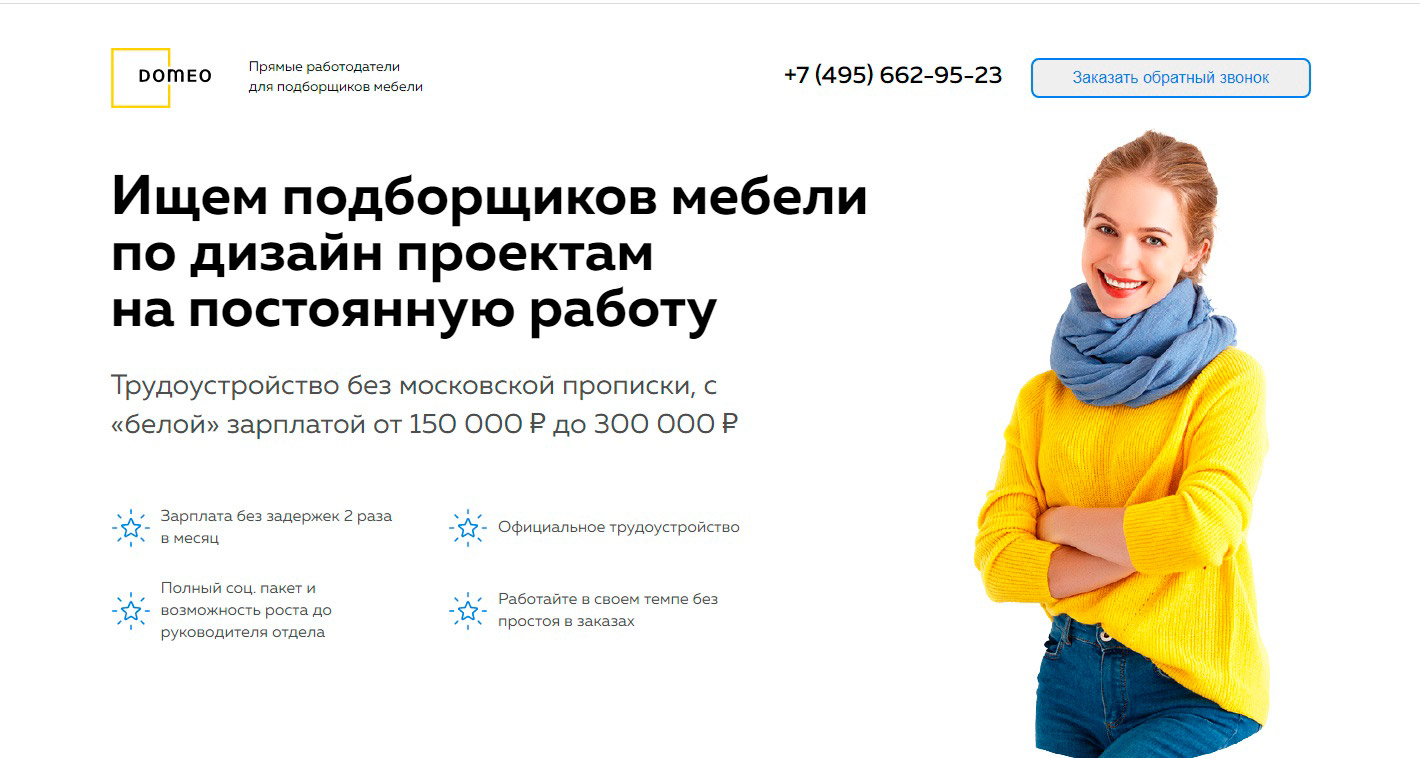 DOMEO
Прямые работодатели
для подборщиков мебели
+7 (495) 662-95-23
Заказать обратный звонок
Ищем подборщиков мебели
по дизайн проектам
на постоянную работу
Трудоустройство без московской прописки, с
«белой» зарплатой от 150 000 ₽ до 300 000 ₽
Зарплата без задержек 2 раза
в месяц
Официальное трудоустройство
Полный соц. пакет и
возможность роста до
руководителя отдела
Работайте в своем темпе без
простоя в заказах